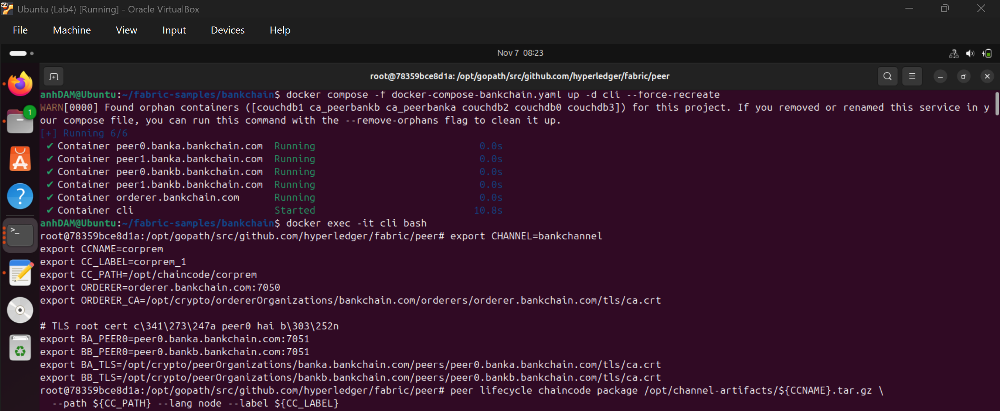 Ubuntu (Lab4) [Running] - Oracle VirtualBox
File Machine View Input Devices Help
Nov 7 08:23
root@78359bce8d1a: /opt/gopath/src/github.com/hyperledger/fabric/peer
anhDAM@Ubuntu:~/fabric-samples/bankchain$ docker compose -f docker-compose-bankchain.yaml up -d cli --force-recreate
WARN[0000] Found orphan containers ([couchdb1 ca_peerbankb ca_peerbanka couchdb2 couchdb0 couchdb3]) for this project. If you removed or renamed this service in y
our compose file, you can run this command with the --remove-orphans flag to clean it up.
[+] Running 6/6
✔ Container peer0.banka.bankchain.com Running 0.0s
✔ Container peer1.banka.bankchain.com Running 0.0s
✔ Container peer0.bankb.bankchain.com Running 0.0s
✔ Container peer1.bankb.bankchain.com Running 0.0s
✔ Container orderer.bankchain.com Running 0.0s
✔ Container cli Started 10.8s
anhDAM@Ubuntu:~/fabric-samples/bankchain$ docker exec -it cli bash
root@78359bce8d1a:/opt/gopath/src/github.com/hyperledger/fabric/peer# export CHANNEL=bankchannel
export CCNAME=corprem
export CC_LABEL=corprem_1
export CC_PATH=/opt/chaincode/corprem
export ORDERER=orderer.bankchain.com:7050
export ORDERER_CA=/opt/crypto/ordererOrganizations/bankchain.com/orderers/orderer.bankchain.com/tls/ca.crt
# TLS root cert c\341\273\247a peer0 hai b\303\252n
export BA_PEER0=peer0.banka.bankchain.com:7051
export BB_PEER0=peer0.bankb.bankchain.com:7051
export BA_TLS=/opt/crypto/peerOrganizations/banka.bankchain.com/peers/peer0.banka.bankchain.com/tls/ca.crt
export BB_TLS=/opt/crypto/peerOrganizations/bankb.bankchain.com/peers/peer0.bankb.bankchain.com/tls/ca.crt
root@78359bce8d1a:/opt/gopath/src/github.com/hyperledger/fabric/peer# peer lifecycle chaincode package /opt/channel-artifacts/${CCNAME}.tar.gz \
--path ${CC_PATH} --lang node --label ${CC_LABEL}
1